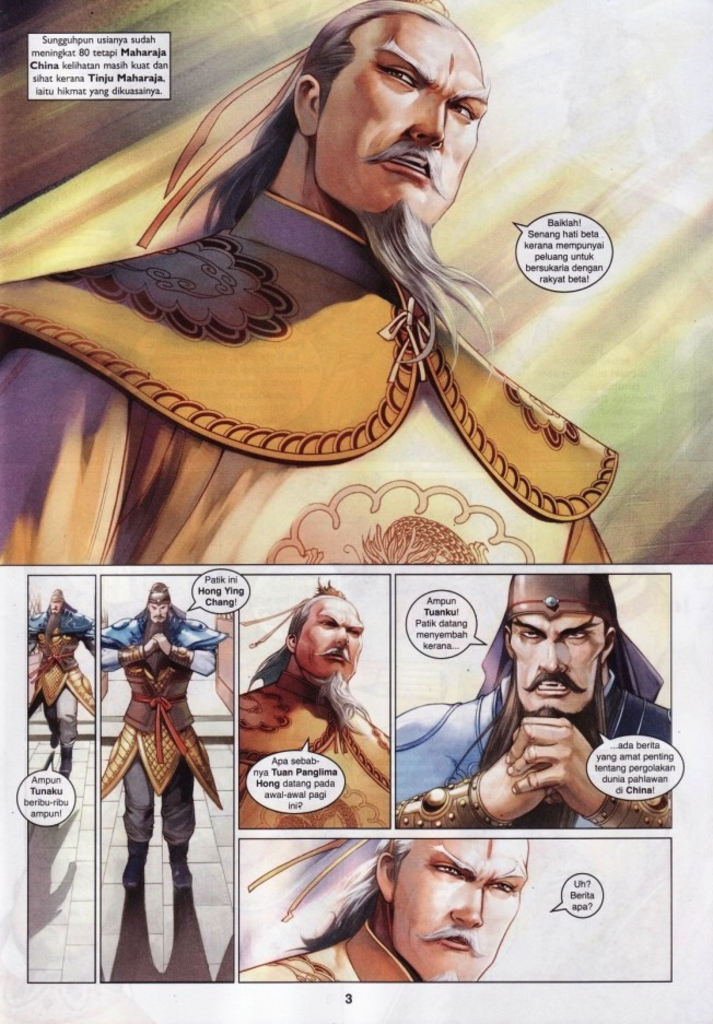 Sungguhpun usianya sudah
meningkat 80 tetapi Maharaja
China kelihatan masih kuat dan
sihat kerana Tinju Maharaja,
iaitu hikmat yang dikuasainya.
Baiklah!
Senang hati beta
kerana mempunyai
peluang untuk
bersukaria dengan
rakyat beta!
Ampun
Tunaku
beribu-ribu
ampun!
Patik ini
Hong Ying
Chang!
Apa sebab-
nya Tuan Panglima
Hong datang pada
awal-awal pagi
ini?
Ampun
Tuanku!
Patik datang
menyembah
kerana...
...ada berita
yang amat penting
tentang pergolakan
dunia pahlawan
di China!
Uh?
Berita
apa?
3